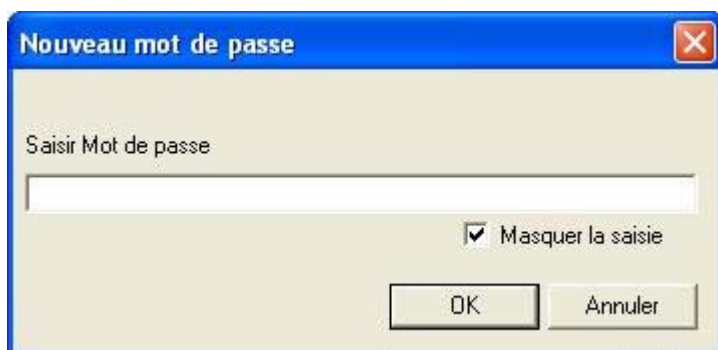 Nouveau mot de passe
Saisir Mot de passe
Masquer la saisie
OK Annuler